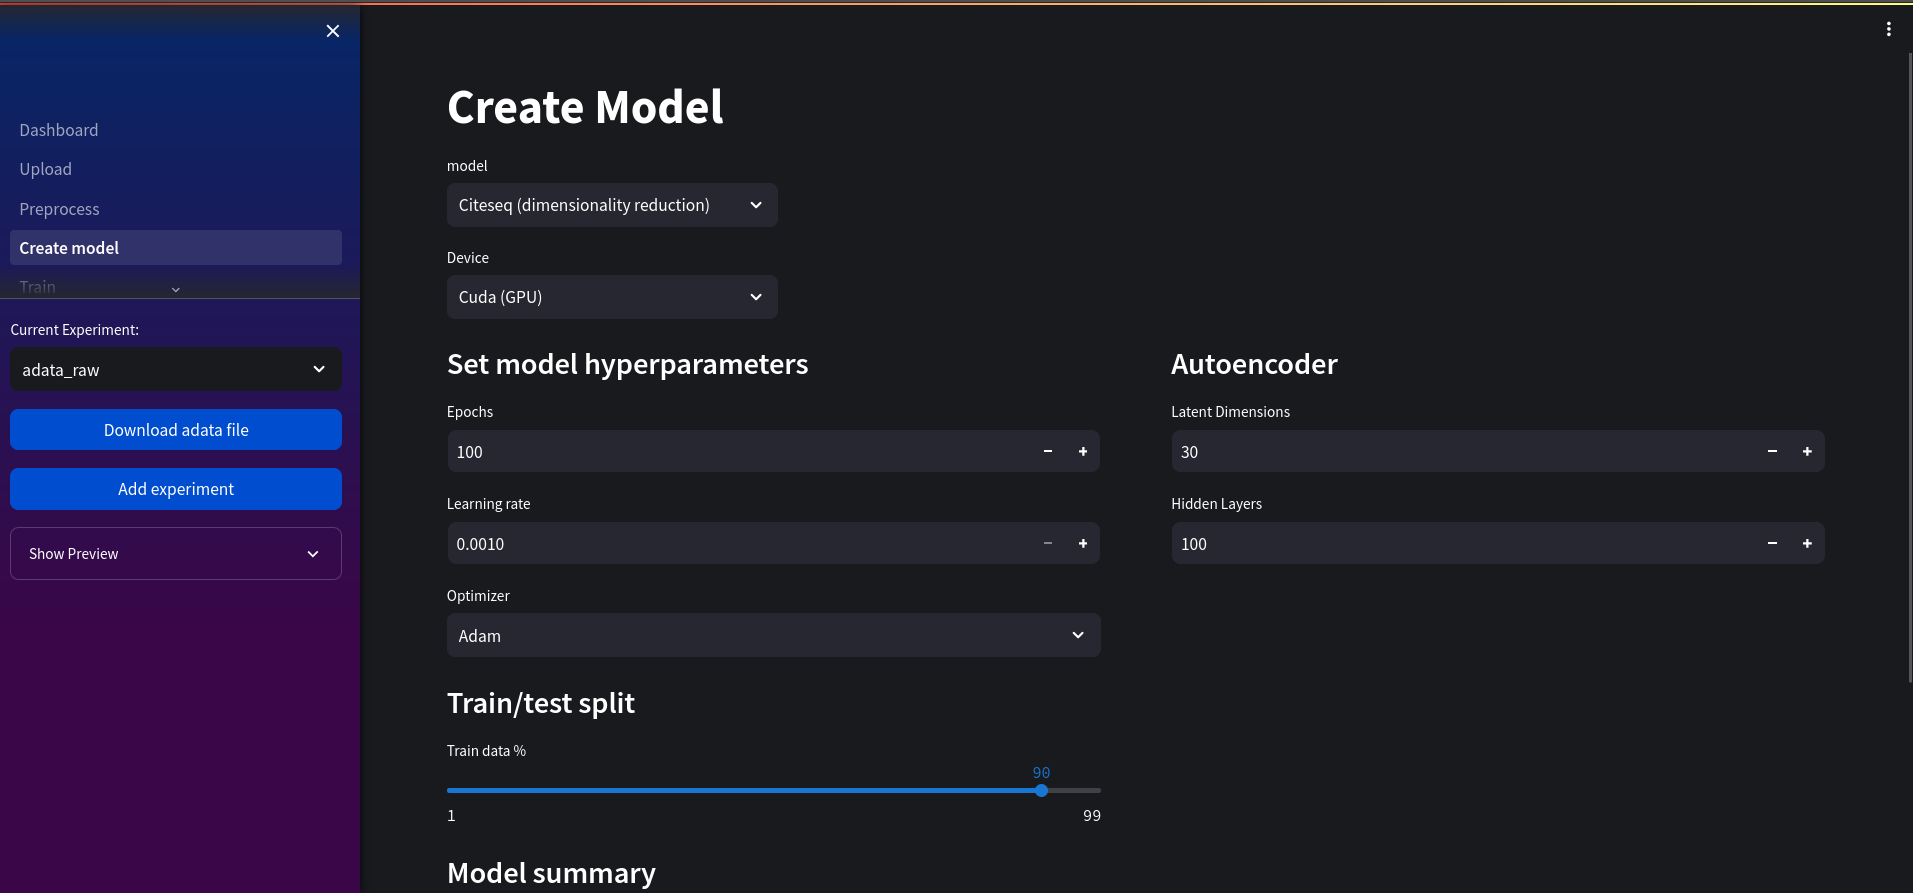 Dashboard
Upload
Preprocess
Create model
Train
Current Experiment:
adata_raw
Download adata file
Add experiment
Show Preview
Create Model
model
Citeseq (dimensionality reduction)
Device
Cuda (GPU)
Set model hyperparameters
Epochs
100
Learning rate
0.0010
Optimizer
Adam
Autoencoder
Latent Dimensions
30
Hidden Layers
100
Train/test split
Train data %
90
1 99
Model summary